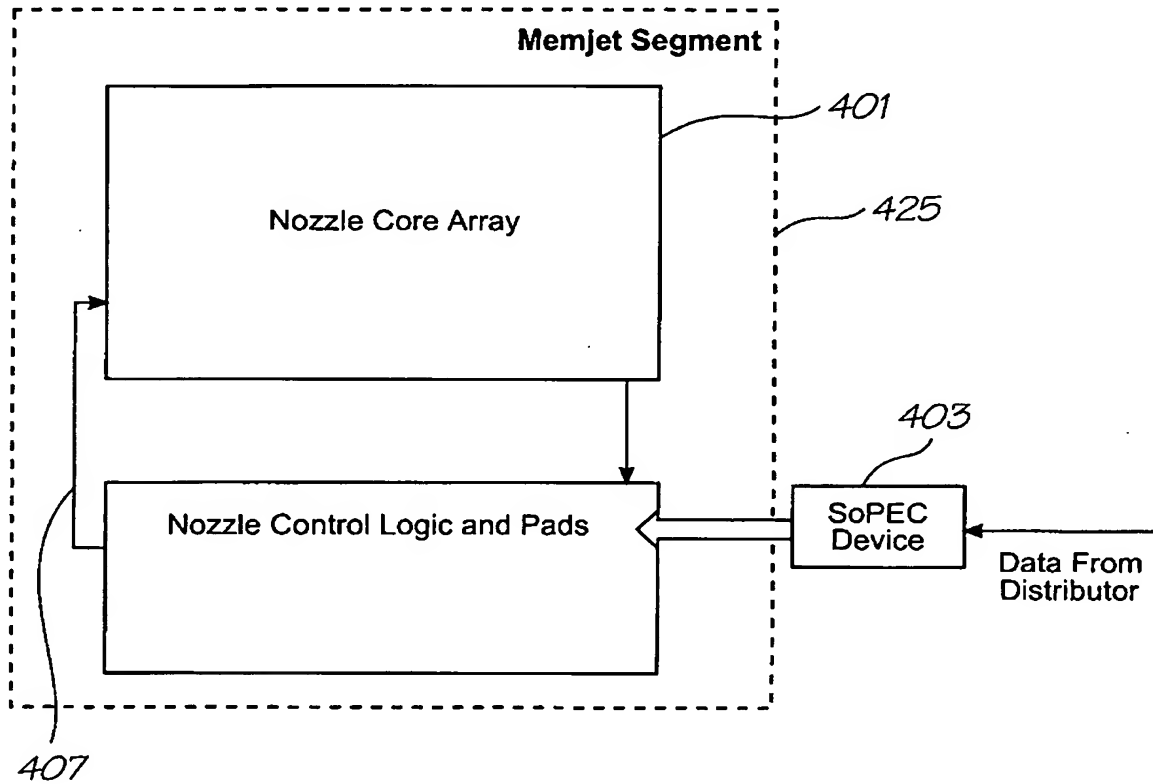 Memjet Segment
401
Nozzle Core Array
425
403
Nozzle Control Logic and Pads
SoPEC
Device
Data From
Distributor
407